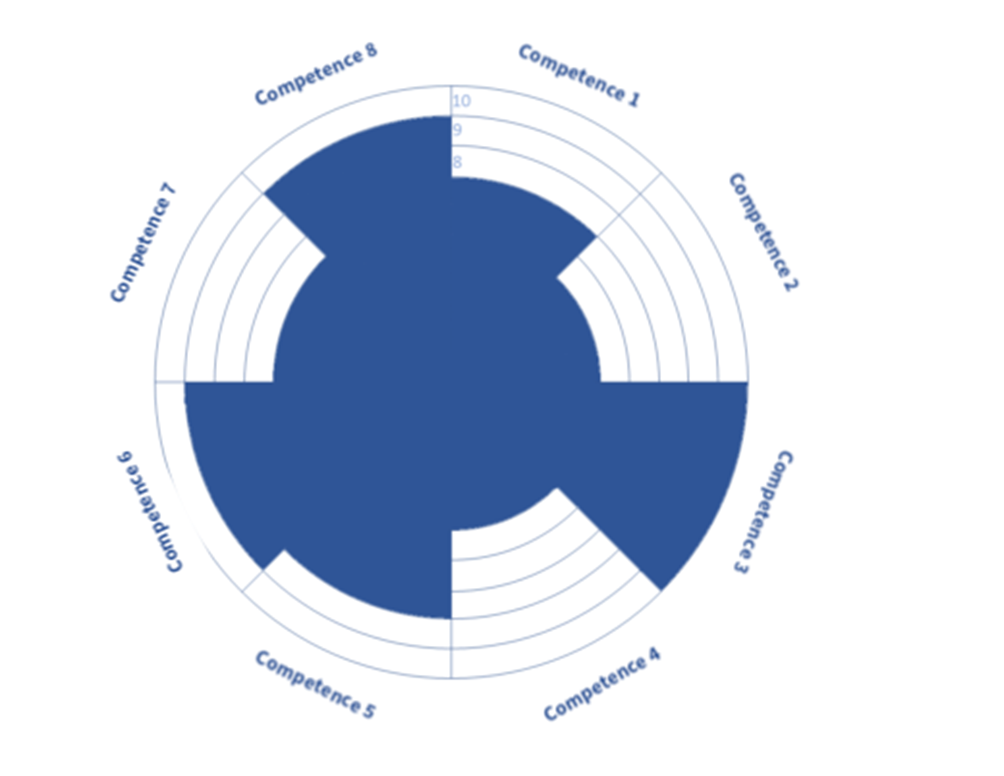 Competence 8
Competence 1
10
9
8
Competence 7
Competence 2
Competence 6
Competence 3
Competence 5
Competence 4